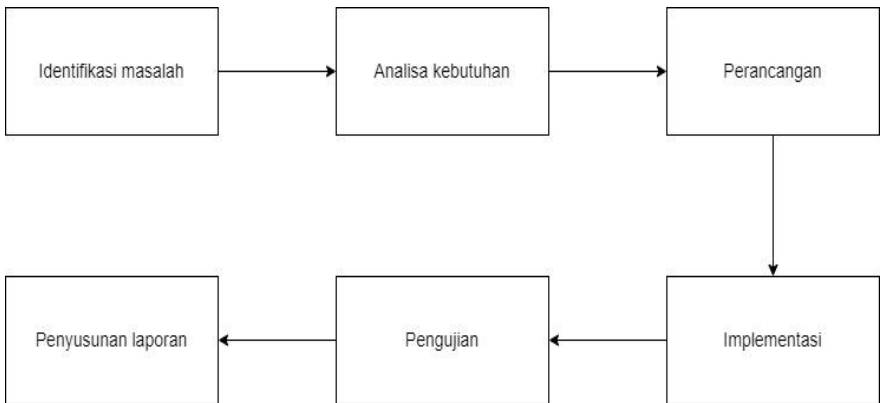 Identifikasi masalah
Analisa kebutuhan
Perancangan
Implementasi
Pengujian
Penyusunan laporan